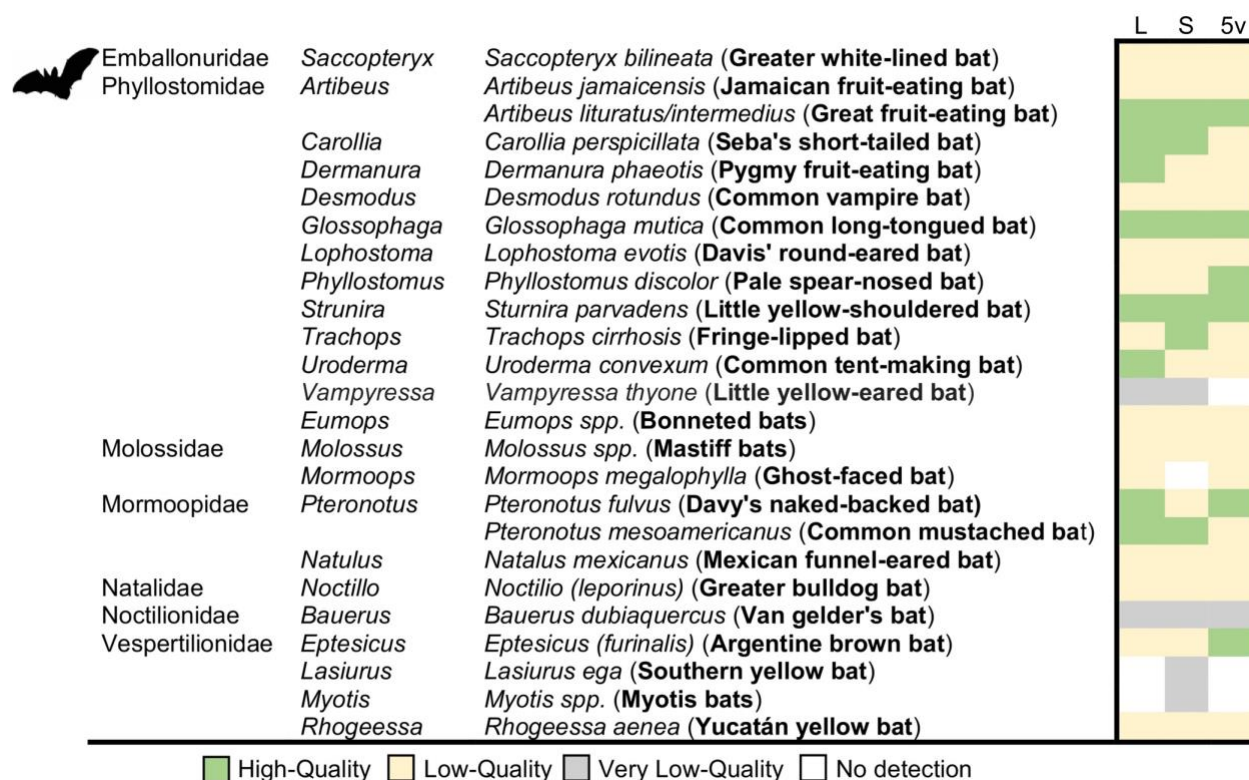 L S 5v
Emballonuridae Saccopteryx Saccopteryx bilineata (Greater white-lined bat)
Phyllostomidae Artibeus Artibeus jamaicensis (Jamaican fruit-eating bat)
Artibeus lituratus/intermedius (Great fruit-eating bat)
Carollia Carollia perspicillata (Seba's short-tailed bat)
Dermanura Dermanura phaeotis (Pygmy fruit-eating bat)
Desmodus Desmodus rotundus (Common vampire bat)
Glossophaga Glossophaga mutica (Common long-tongued bat)
Lophostoma Lophostoma evotis (Davis' round-eared bat)
Phyllostomus Phyllostomus discolor (Pale spear-nosed bat)
Strunira Sturnira parvadens (Little yellow-shouldered bat)
Trachops Trachops cirrhosis (Fringe-lipped bat)
Uroderma Uroderma convexum (Common tent-making bat)
Vampyressa Vampyressa thyone (Little yellow-eared bat)
Eumops Eumops spp. (Bonneted bats)
Molossidae Molossus Molossus spp. (Mastiff bats)
Mormoops Mormoops megalophylla (Ghost-faced bat)
Mormoopidae Pteronotus Pteronotus fulvus (Davy's naked-backed bat)
Pteronotus mesoamericanus (Common mustached bat)
Natulus Natalus mexicanus (Mexican funnel-eared bat)
Natalidae Noctillo Noctilio (leporinus) (Greater bulldog bat)
Noctilionidae Bauerus Bauerus dubiaquercus (Van gelder's bat)
Vespertilionidae Eptesicus Eptesicus (furinalis) (Argentine brown bat)
Lasiurus Lasiurus ega (Southern yellow bat)
Myotis Myotis spp. (Myotis bats)
Rhogeessa Rhogeessa aenea (Yucatán yellow bat)
High-Quality Low-Quality Very Low-Quality No detection